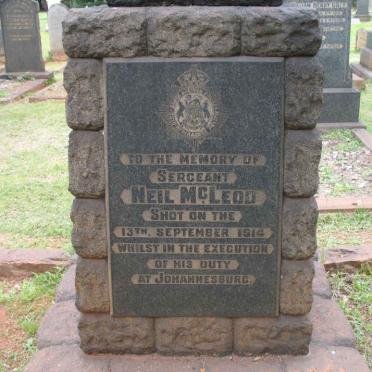 TO THE MEMORY OF
SERGEANT
NEIL McLEOD
SHOT ON THE
13TH, SEPTEMBER 1914
WHILST IN THE EXECUTION
OF HIS DUTY
AT JOHANNESBURG.